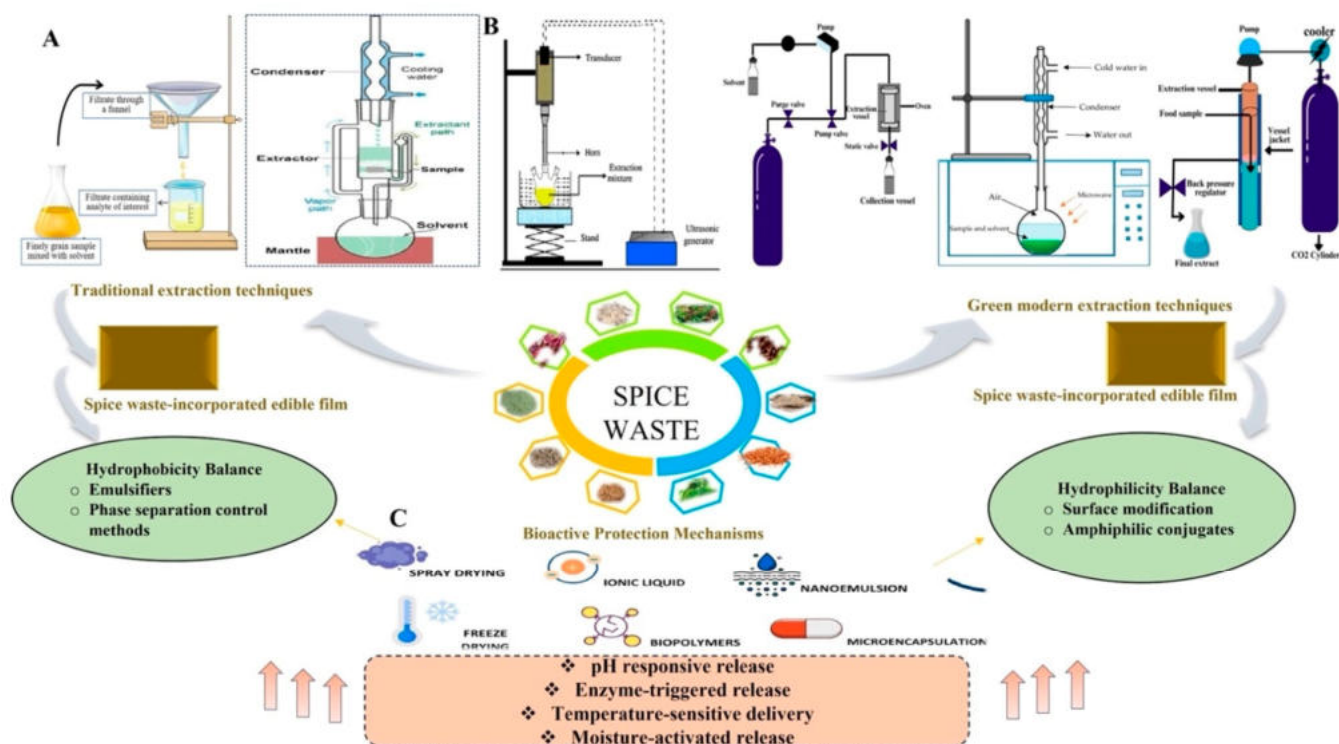 A
Filtrate through
a funnel
Filtrate containing
analyte of interest
Finely grain sample
mixed with solvent
Condenser
Cooling
water
Extractant
path
Extractor
Sample
Vapor
path
Solvent
Mantle
B
Transducer
Horn
Extraction
mixture
Stand
Ultrasonic
generator
Pump
Solvent
Purge valve
Pump valve
Extraction
vessel
Oven
Static valve
Collection vessel
Cold water in
Condenser
Water out
Air
Microwave
Sample and solvent
Pump
cooler
Extraction vessel
Food sample
Vessel
jacket
Back pressure
regulator
Final extract
CO2 Cylinder
Traditional extraction techniques
Green modern extraction techniques
Spice waste-incorporated edible film
Spice waste-incorporated edible film
SPICE
WASTE
Hydrophobicity Balance
o Emulsifiers
o Phase separation control
methods
Hydrophilicity Balance
o Surface modification
o Amphiphilic conjugates
C
Bioactive Protection Mechanisms
SPRAY DRYING
IONIC LIQUID
NANOEMULSION
FREEZE
DRYING
BIOPOLYMERS
MICROENCAPSULATION
❖ pH responsive release
❖ Enzyme-triggered release
❖ Temperature-sensitive delivery
❖ Moisture-activated release